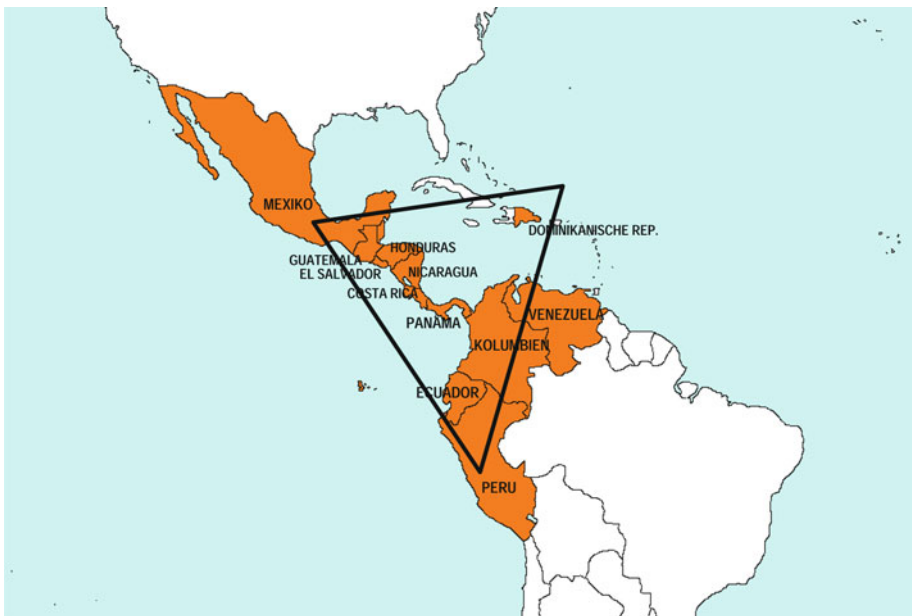 MEXIKO
DOMINIKANISCHE REP.
HONDURAS
GUATEMALA
EL SALVADOR
NICARAGUA
COSTA RICA
VENEZUELA
PANAMA
KOLUMBIEN
ECUADOR
PERU